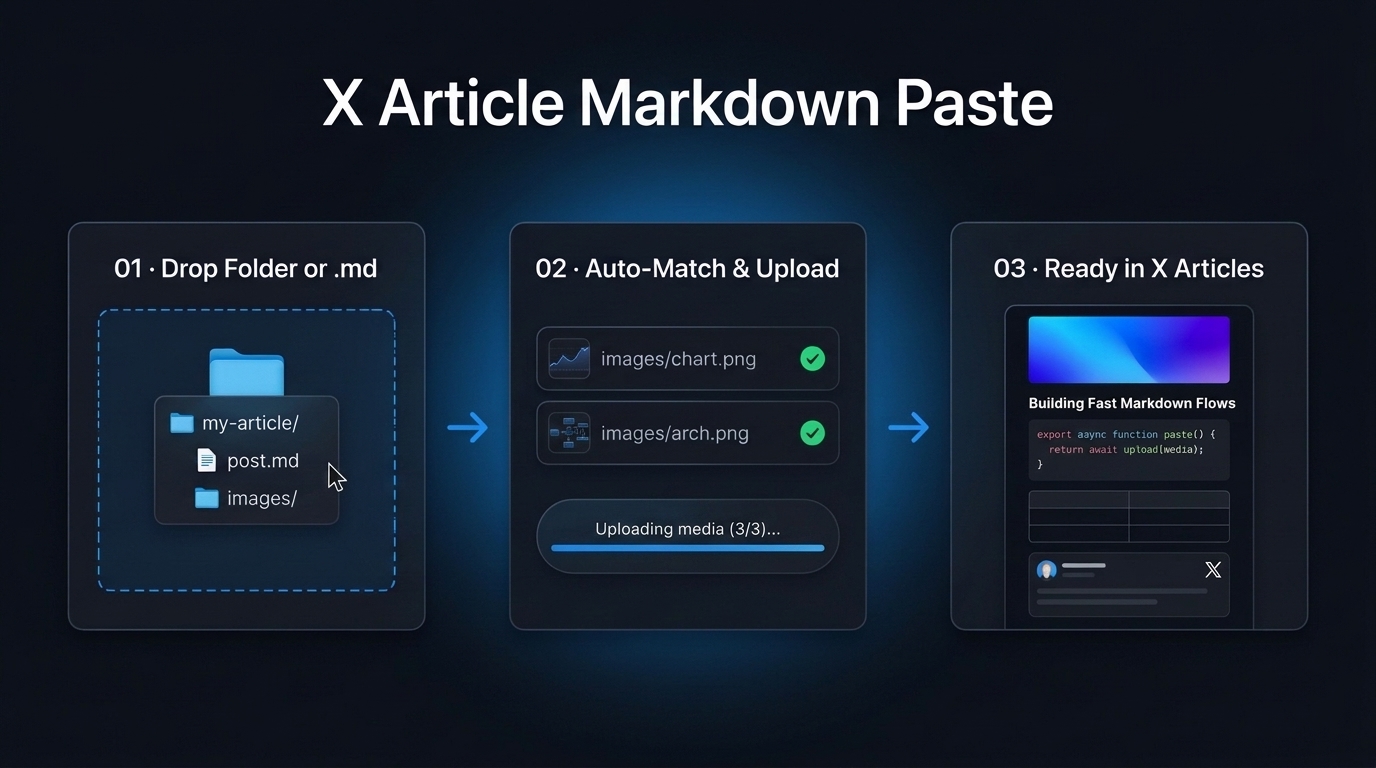 X Article Markdown Paste
01 · Drop Folder or .md
my-article/
post.md
images/
02 · Auto-Match & Upload
images/chart.png
images/arch.png
Uploading media (3/3)...
03 · Ready in X Articles
Building Fast Markdown Flows
export aaync function paste() {
return await upload(media);
}
X